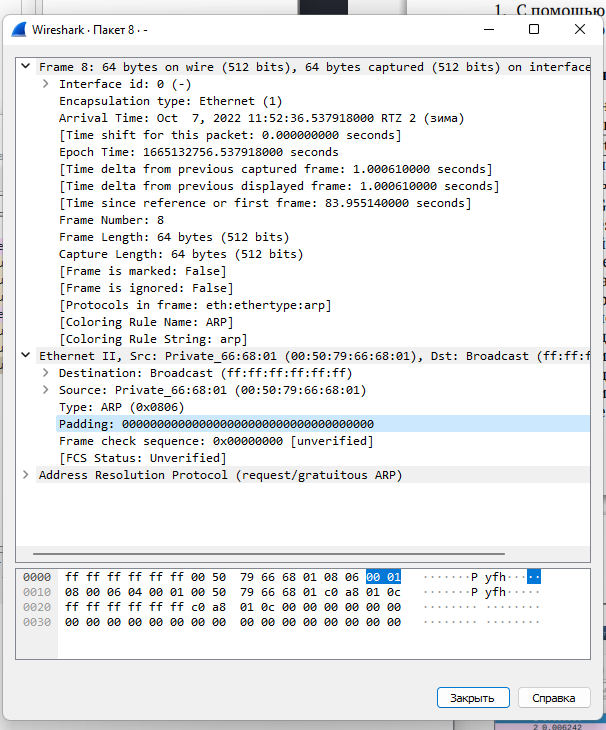 1. С помощью
Wireshark · Пакет 8 · -
Frame 8: 64 bytes on wire (512 bits), 64 bytes captured (512 bits) on interface
Interface id: 0 (-)
Encapsulation type: Ethernet (1)
Arrival Time: Oct  7, 2022 11:52:36.537918000 RTZ 2 (зима)
[Time shift for this packet: 0.000000000 seconds]
Epoch Time: 1665132756.537918000 seconds
[Time delta from previous captured frame: 1.000610000 seconds]
[Time delta from previous displayed frame: 1.000610000 seconds]
[Time since reference or first frame: 83.955140000 seconds]
Frame Number: 8
Frame Length: 64 bytes (512 bits)
Capture Length: 64 bytes (512 bits)
[Frame is marked: False]
[Frame is ignored: False]
[Protocols in frame: eth:ethertype:arp]
[Coloring Rule Name: ARP]
[Coloring Rule String: arp]
Ethernet II, Src: Private_66:68:01 (00:50:79:66:68:01), Dst: Broadcast (ff:ff:f
Destination: Broadcast (ff:ff:ff:ff:ff:ff)
Source: Private_66:68:01 (00:50:79:66:68:01)
Type: ARP (0x0806)
Padding: 000000000000000000000000000000000000
Frame check sequence: 0x00000000 [unverified]
[FCS Status: Unverified]
Address Resolution Protocol (request/gratuitous ARP)
0000 ff ff ff ff ff ff 00 50 79 66 68 01 08 06 00 01 ·······P yfh·····
0010 08 00 06 04 00 01 00 50 79 66 68 01 c0 a8 01 0c ·······P yfh·····
0020 ff ff ff ff ff ff c0 a8 01 0c 00 00 00 00 00 00 ········ ········
0030 00 00 00 00 00 00 00 00 00 00 00 00 00 00 00 00 ········ ········
Закрыть Справка
2 0.006242